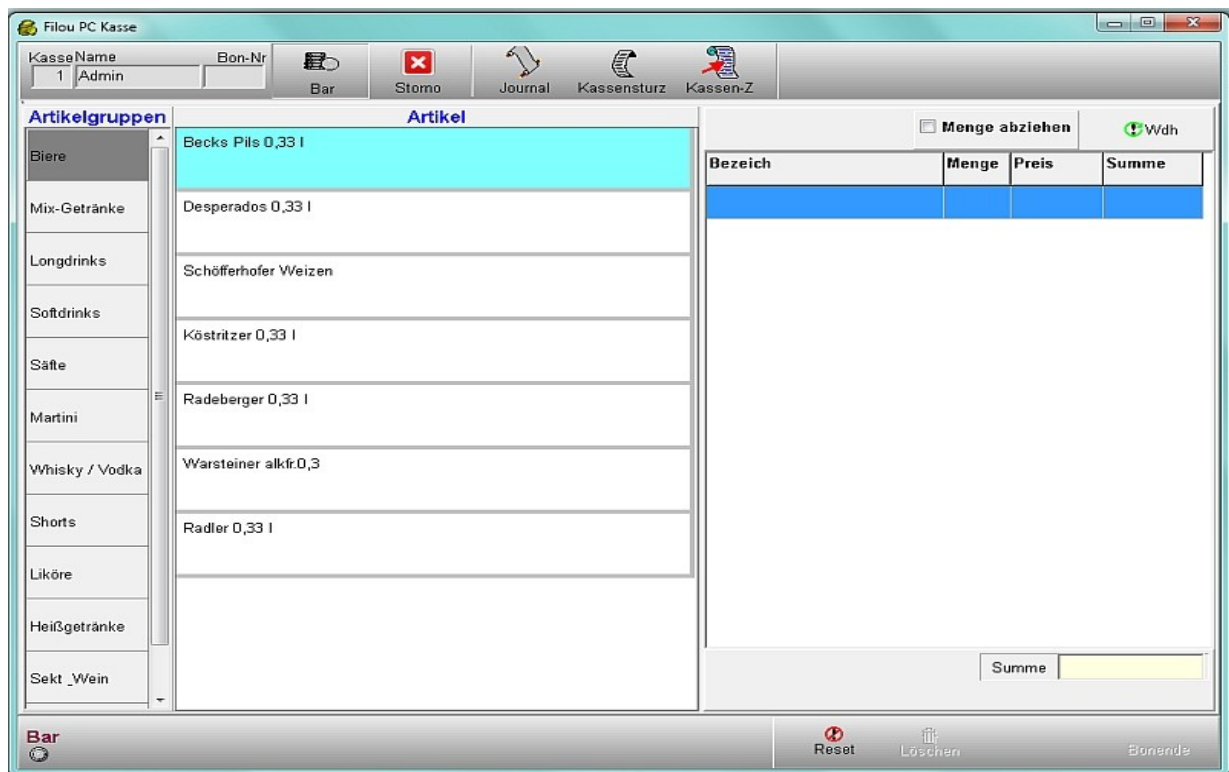 Filou PC Kasse
Kasse Name Bon-Nr
1 Admin
Bar Storno Journal Kassensturz Kassen-Z
Artikelgruppen Artikel
Menge abziehen Wdh
Bezeich Menge Preis Summe
Biere
Mix-Getränke
Longdrinks
Softdrinks
Säfte
Martini
Whisky / Vodka
Shorts
Liköre
Heißgetränke
Sekt _Wein
Becks Pils 0,33 l
Desperados 0,33 l
Schöfferhofer Weizen
Köstritzer 0,33 l
Radeberger 0,33 l
Warsteiner alkfr.0,3
Radler 0,33 l
Summe
Bar
Reset Löschen Bonende